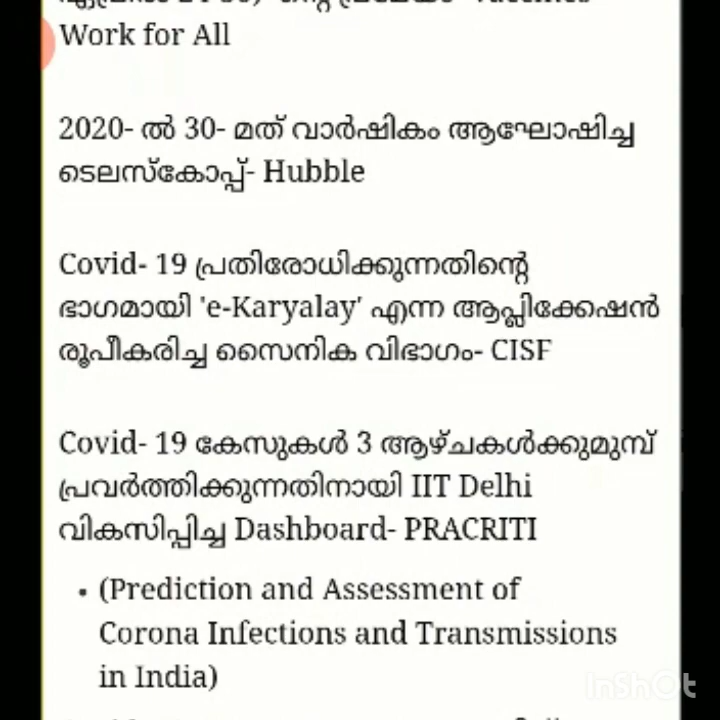 Work for All
2020- ൽ 30- മത് വാർഷികം ആഘോഷിച്ച
ടെലസ്കോപ്പ്- Hubble
Covid- 19 പ്രതിരോധിക്കുന്നതിന്റെ
ഭാഗമായി 'e-Karyalay' എന്ന ആപ്ലിക്കേഷൻ
രൂപീകരിച്ച സൈനിക വിഭാഗം- CISF
Covid- 19 കേസുകൾ 3 ആഴ്ചകൾക്കുമുമ്പ്
പ്രവർത്തിക്കുന്നതിനായി IIT Delhi
വികസിപ്പിച്ച Dashboard- PRACRITI
• (Prediction and Assessment of
Corona Infections and Transmissions
in India)
InShOt